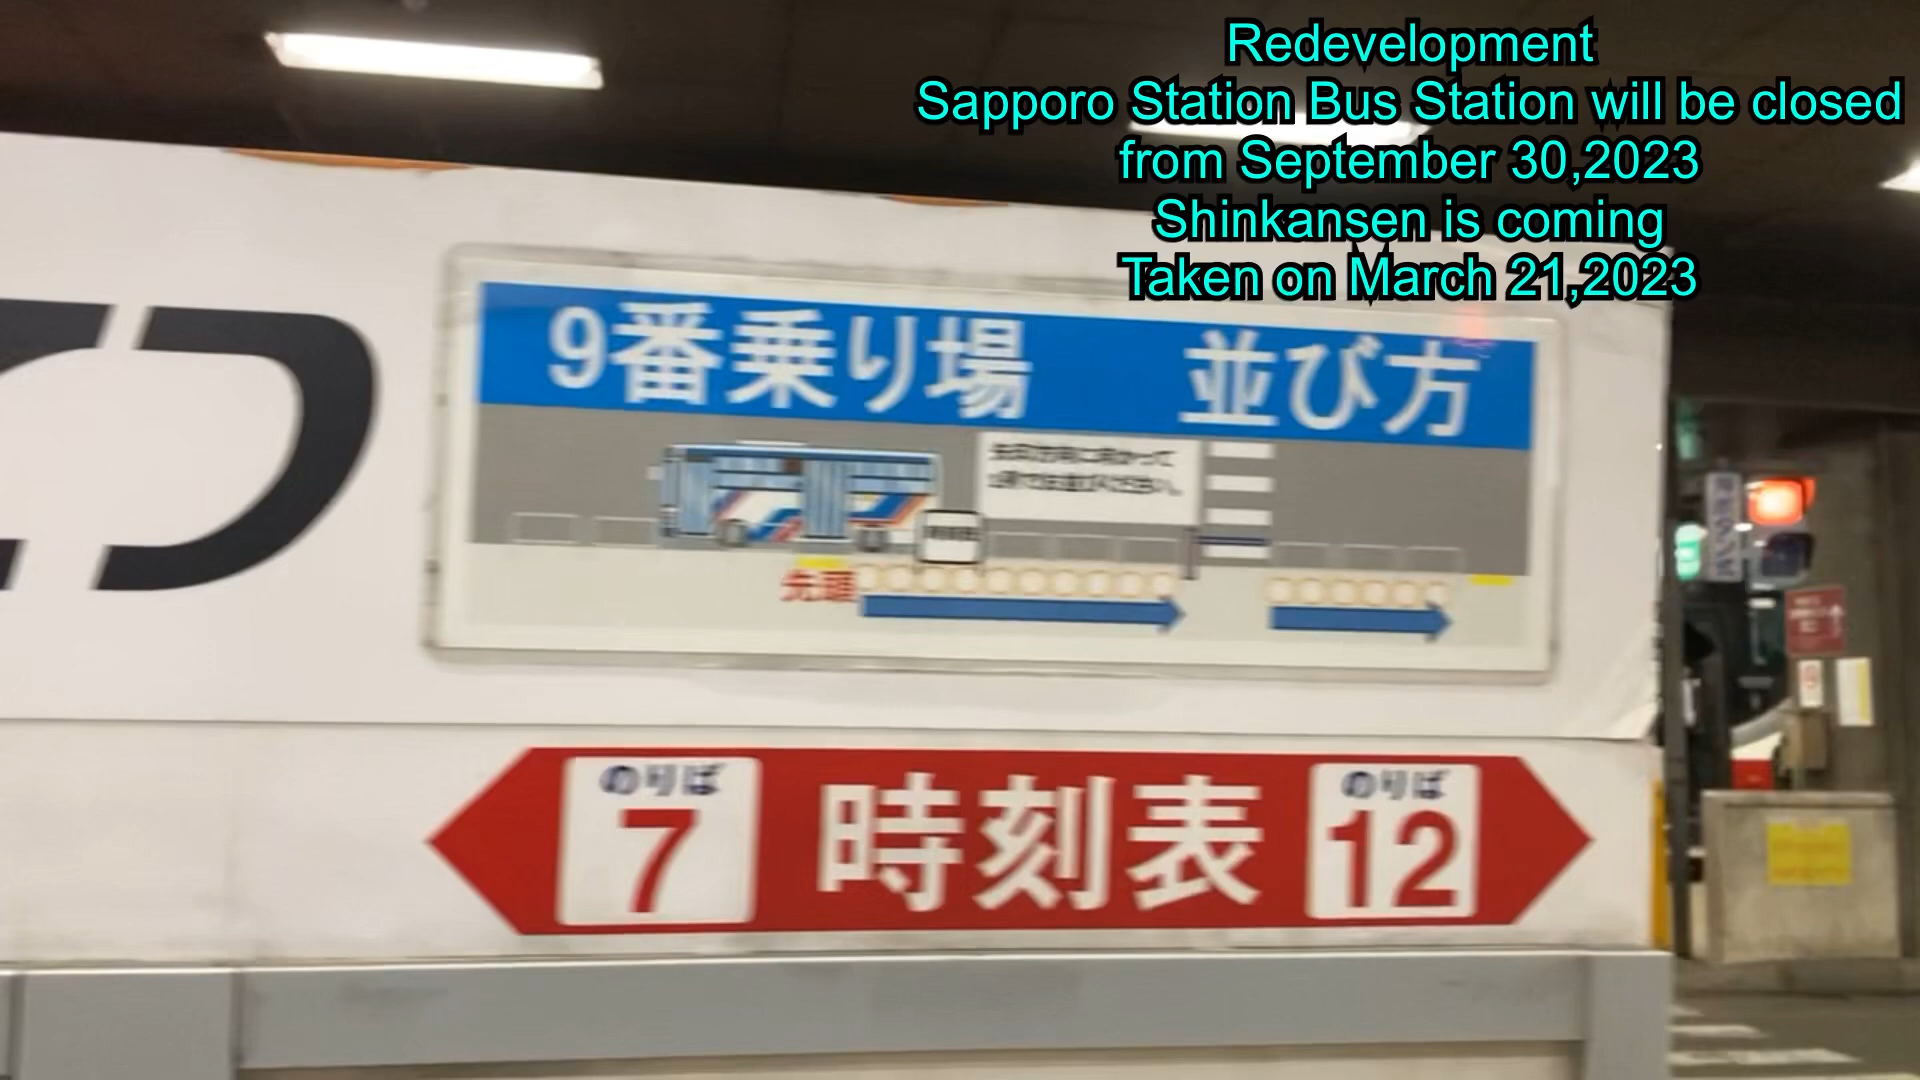 Redevelopment
Sapporo Station Bus Station will be closed
from September 30,2023
Shinkansen is coming
Taken on March 21,2023
9番乗り場 並び方
先頭
のりば
7
時刻表
のりば
12